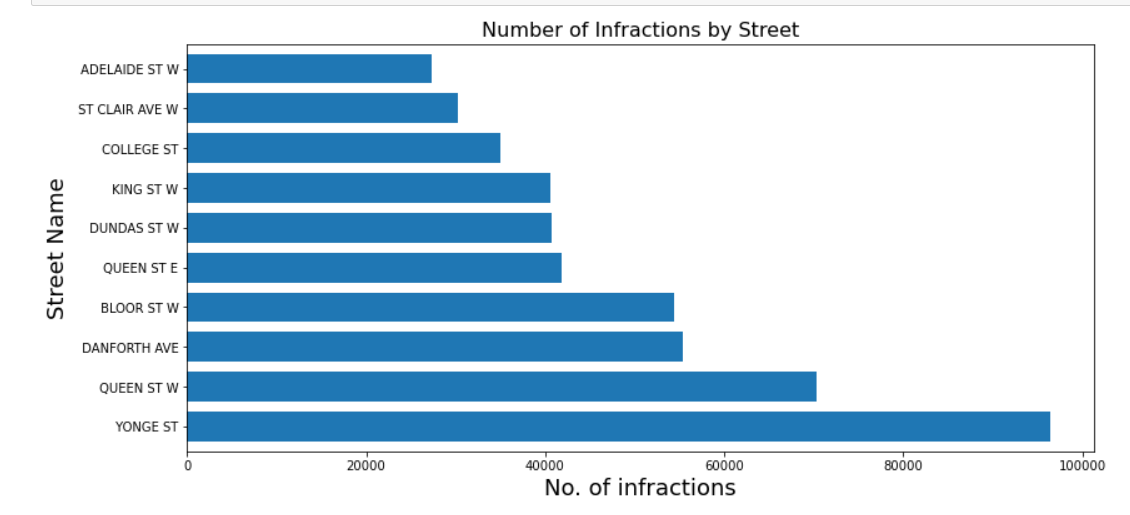 Number of Infractions by Street
Street Name
ADELAIDE ST W
ST CLAIR AVE W
COLLEGE ST
KING ST W
DUNDAS ST W
QUEEN ST E
BLOOR ST W
DANFORTH AVE
QUEEN ST W
YONGE ST
0 20000 40000 60000 80000 100000
No. of infractions